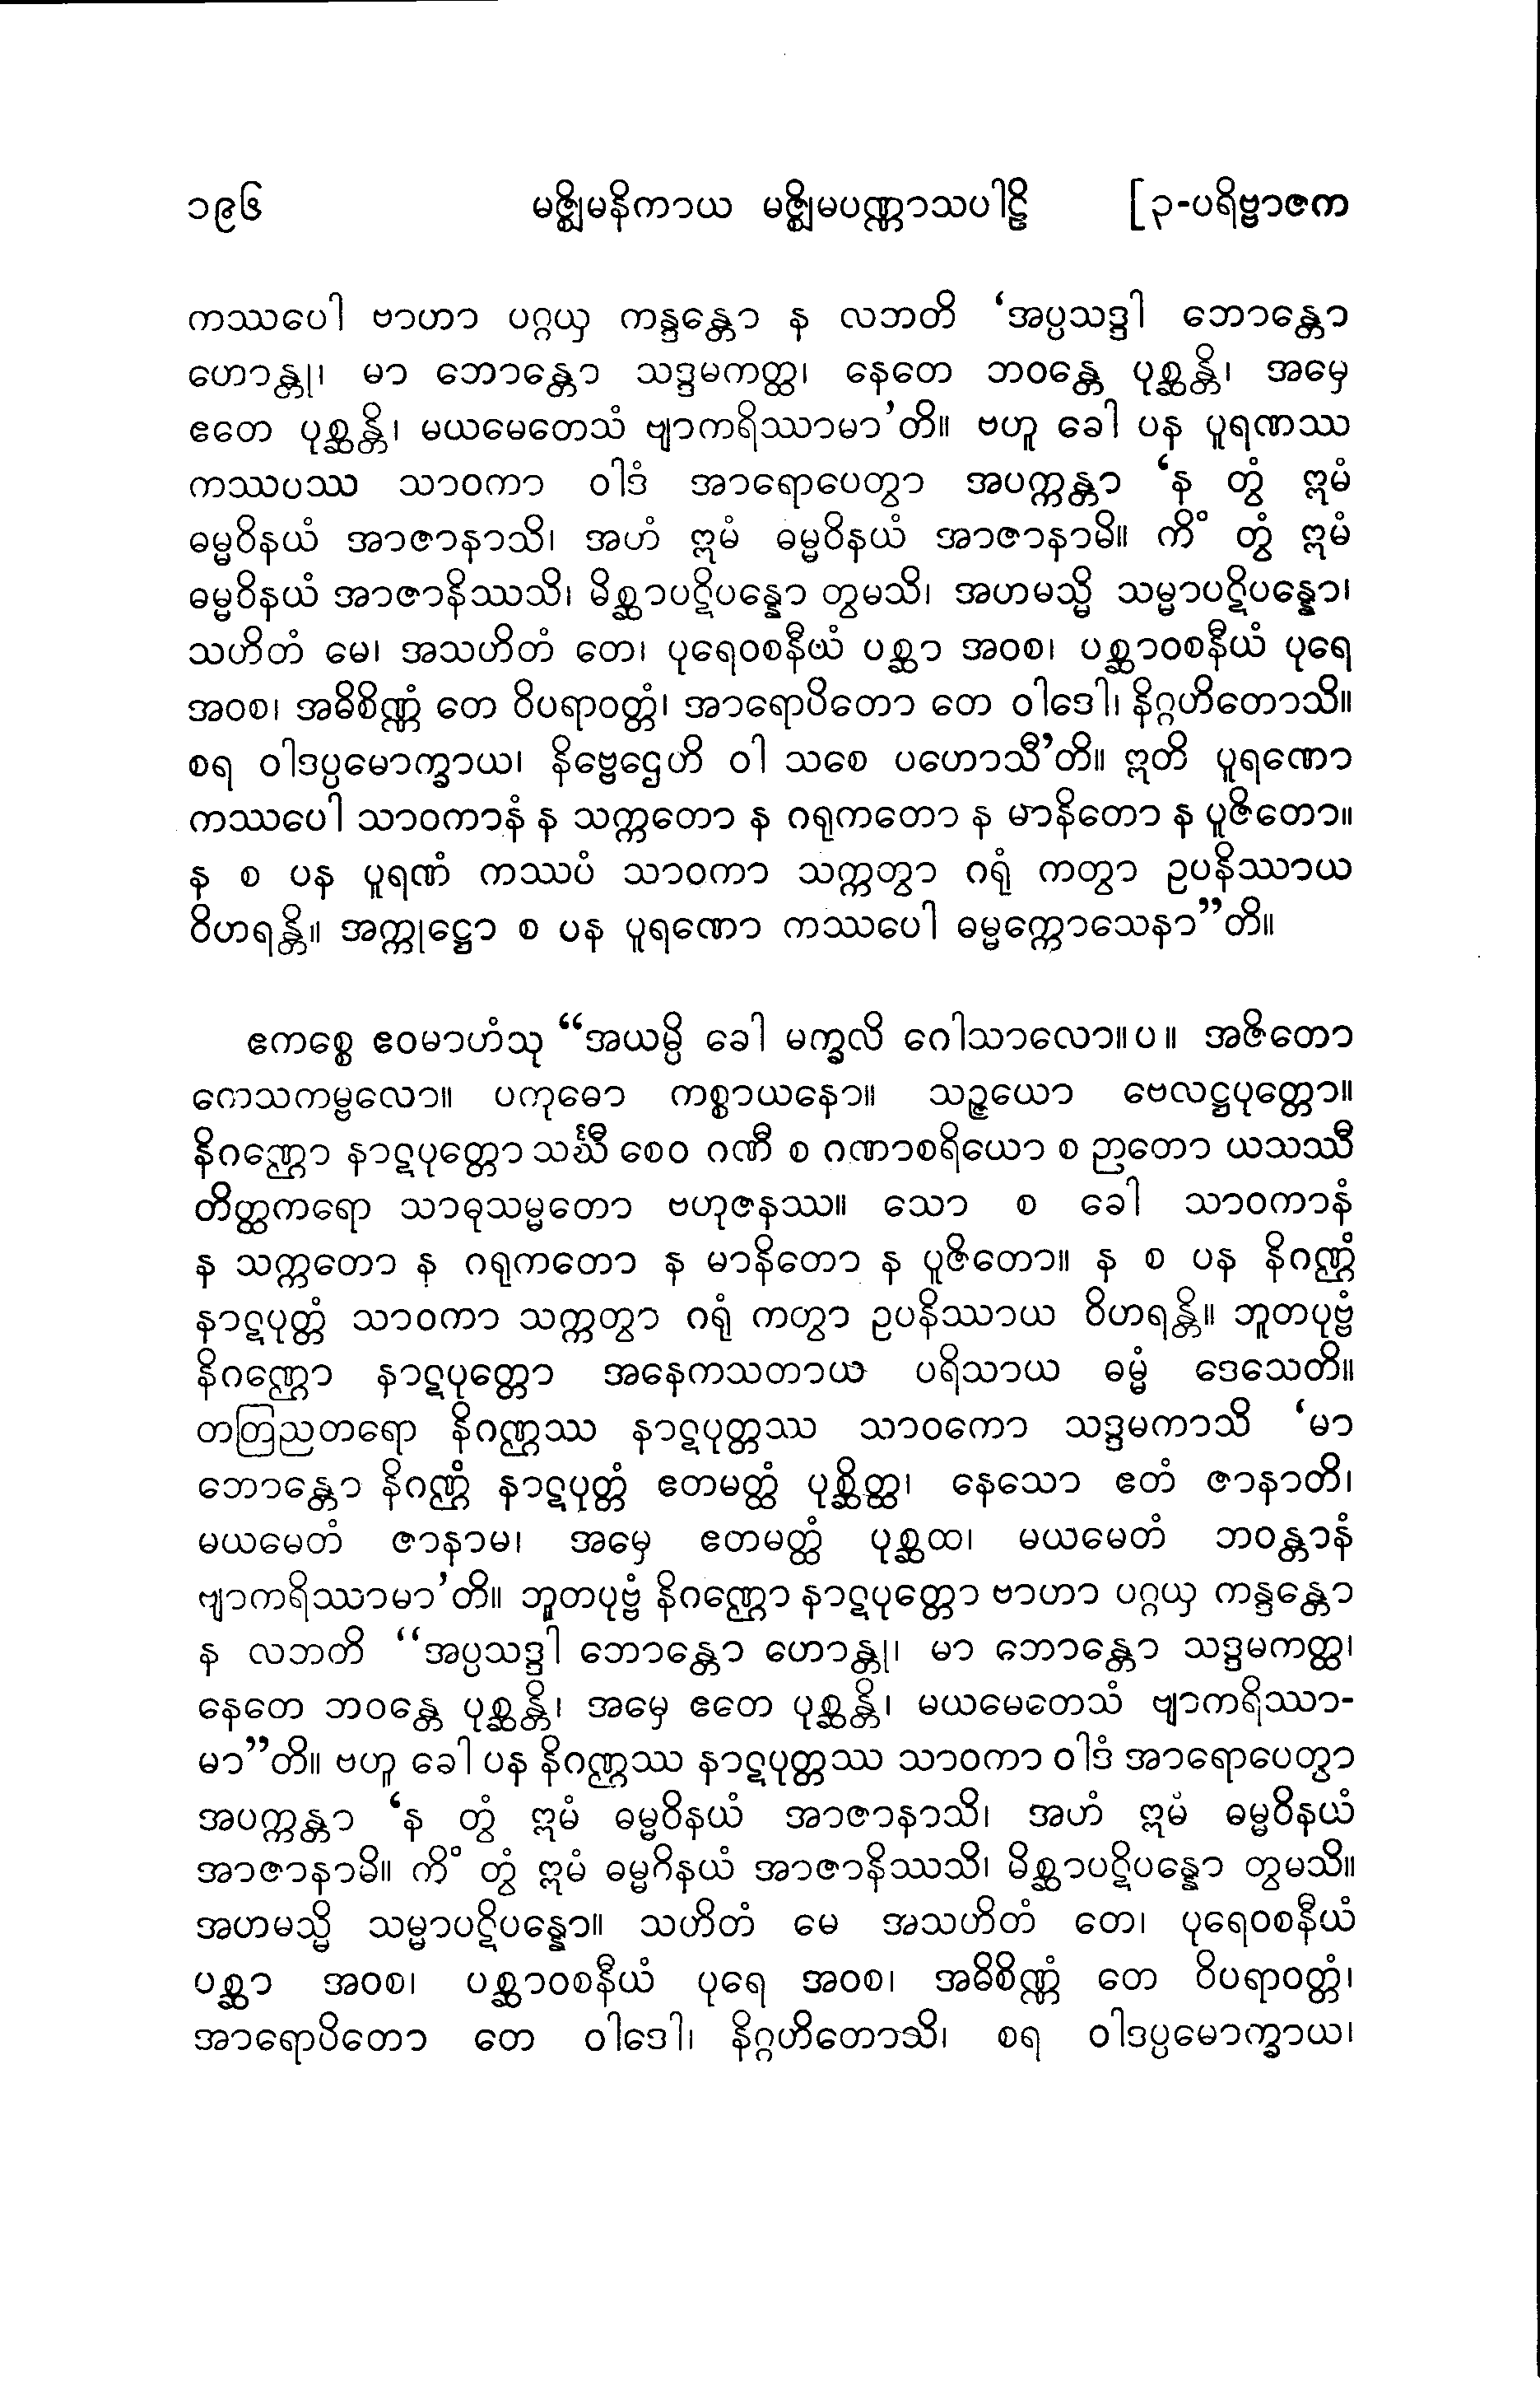 ၁၉၆ မဇ္ဈိမနိကာယ မဇ္ဈိမပဏ္ဏာသပါဠိ [၃-ပရိဗ္ဗာဇက
ကဿပေါ ဗာဟာ ပဂ္ဂယှ ကန္ဒန္တော န လဘတိ ‘အပ္ပသဒ္ဒါ ဘောန္တော
ဟောန္တု၊ မာ ဘောန္တော သဒ္ဒမကတ္ထ၊ နေတေ ဘဝန္တေ ပုစ္ဆန္တိ၊ အမှေ
ဧတေ ပုစ္ဆန္တိ၊ မယမေတေသံ ဗျာကရိဿာမာ’တိ။ ဗဟူ ခေါ ပန ပူရဏဿ
ကဿပဿ သာဝကာ ဝါဒံ အာရောပေတွာ အပက္ကန္တာ ‘န တွံ ဣမံ
ဓမ္မဝိနယံ အာဇာနာသိ၊ အဟံ ဣမံ ဓမ္မဝိနယံ အာဇာနာမိ။ ကိံ တွံ ဣမံ
ဓမ္မဝိနယံ အာဇာနိဿသိ၊ မိစ္ဆာပဋိပန္နော တွမသိ၊ အဟမသ္မိ သမ္မာပဋိပန္နော၊
သဟိတံ မေ၊ အသဟိတံ တေ၊ ပုရေဝစနီယံ ပစ္ဆာ အဝစ၊ ပစ္ဆာဝစနီယံ ပုရေ
အဝစ၊ အဓိစိဏ္ဏံ တေ ဝိပရာဝတ္တံ၊ အာရောပိတော တေ ဝါဒေါ၊ နိဂ္ဂဟိတောသိ။
စရ ဝါဒပ္ပမောက္ခာယ၊ နိဗ္ဗေဌေဟိ ဝါ သစေ ပဟောသီ’တိ။ ဣတိ ပူရဏော
ကဿပေါ သာဝကာနံ န သက္ကတော န ဂရုကတော န မာနိတော န ပူဇိတော။
န စ ပန ပူရဏံ ကဿပံ သာဝကာ သက္ကတွာ ဂရုံ ကတွာ ဥပနိဿာယ
ဝိဟရန္တိ။ အက္ကုဋ္ဌော စ ပန ပူရဏော ကဿပေါ ဓမ္မက္ကောသေနာ”တိ။
ဧကစ္စေ ဧဝမာဟံသု “အယမ္ပိ ခေါ မက္ခလိ ဂေါသာလော။ပ။ အဇိတော
ကေသကမ္ဗလော။ ပကုဓော ကစ္စာယနော။ သဉ္ဇယော ဗေလဋ္ဌပုတ္တော။
နိဂဏ္ဌော နာဋပုတ္တော သင်္ဃီ စေဝ ဂဏီ စ ဂဏာစရိယော စ ဉာတော ယသဿီ
တိတ္ထကရော သာဓုသမ္မတော ဗဟုဇနဿ။ သော စ ခေါ သာဝကာနံ
န သက္ကတော န ဂရုကတော န မာနိတော န ပူဇိတော။ န စ ပန နိဂဏ္ဌံ
နာဋပုတ္တံ သာဝကာ သက္ကတွာ ဂရုံ ကတွာ ဥပနိဿာယ ဝိဟရန္တိ။ ဘူတပုဗ္ဗံ
နိဂဏ္ဌော နာဋပုတ္တော အနေကသတာယ ပရိသာယ ဓမ္မံ ဒေသေတိ။
တတြညတရော နိဂဏ္ဌဿ နာဋပုတ္တဿ သာဝကော သဒ္ဒမကာသိ ‘မာ
ဘောန္တော နိဂဏ္ဌံ နာဋပုတ္တံ ဧတမတ္ထံ ပုစ္ဆိတ္ထ၊ နေသော ဧတံ ဇာနာတိ၊
မယမေတံ ဇာနာမ၊ အမှေ ဧတမတ္ထံ ပုစ္ဆထ၊ မယမေတံ ဘဝန္တာနံ
ဗျာကရိဿာမာ’တိ။ ဘူတပုဗ္ဗံ နိဂဏ္ဌော နာဋပုတ္တော ဗာဟာ ပဂ္ဂယှ ကန္ဒန္တော
န လဘတိ “အပ္ပသဒ္ဒါ ဘောန္တော ဟောန္တု၊ မာ ဘောန္တော သဒ္ဒမကတ္ထ၊
နေတေ ဘဝန္တေ ပုစ္ဆန္တိ၊ အမှေ ဧတေ ပုစ္ဆန္တိ၊ မယမေတေသံ ဗျာကရိဿာ-
မာ”တိ။ ဗဟူ ခေါ ပန နိဂဏ္ဌဿ နာဋပုတ္တဿ သာဝကာ ဝါဒံ အာရောပေတွာ
အပက္ကန္တာ ‘န တွံ ဣမံ ဓမ္မဝိနယံ အာဇာနာသိ၊ အဟံ ဣမံ ဓမ္မဝိနယံ
အာဇာနာမိ။ ကိံ တွံ ဣမံ ဓမ္မဂိနယံ အာဇာနိဿသိ၊ မိစ္ဆာပဋိပန္နော တွမသိ။
အဟမသ္မိ သမ္မာပဋိပန္နော။ သဟိတံ မေ အသဟိတံ တေ၊ ပုရေဝစနီယံ
ပစ္ဆာ အဝစ၊ ပစ္ဆာဝစနီယံ ပုရေ အဝစ၊ အဓိစိဏ္ဏံ တေ ဝိပရာဝတ္တံ၊
အာရောပိတော တေ ဝါဒေါ၊ နိဂ္ဂဟိတောသိ၊ စရ ဝါဒပ္ပမောက္ခာယ၊